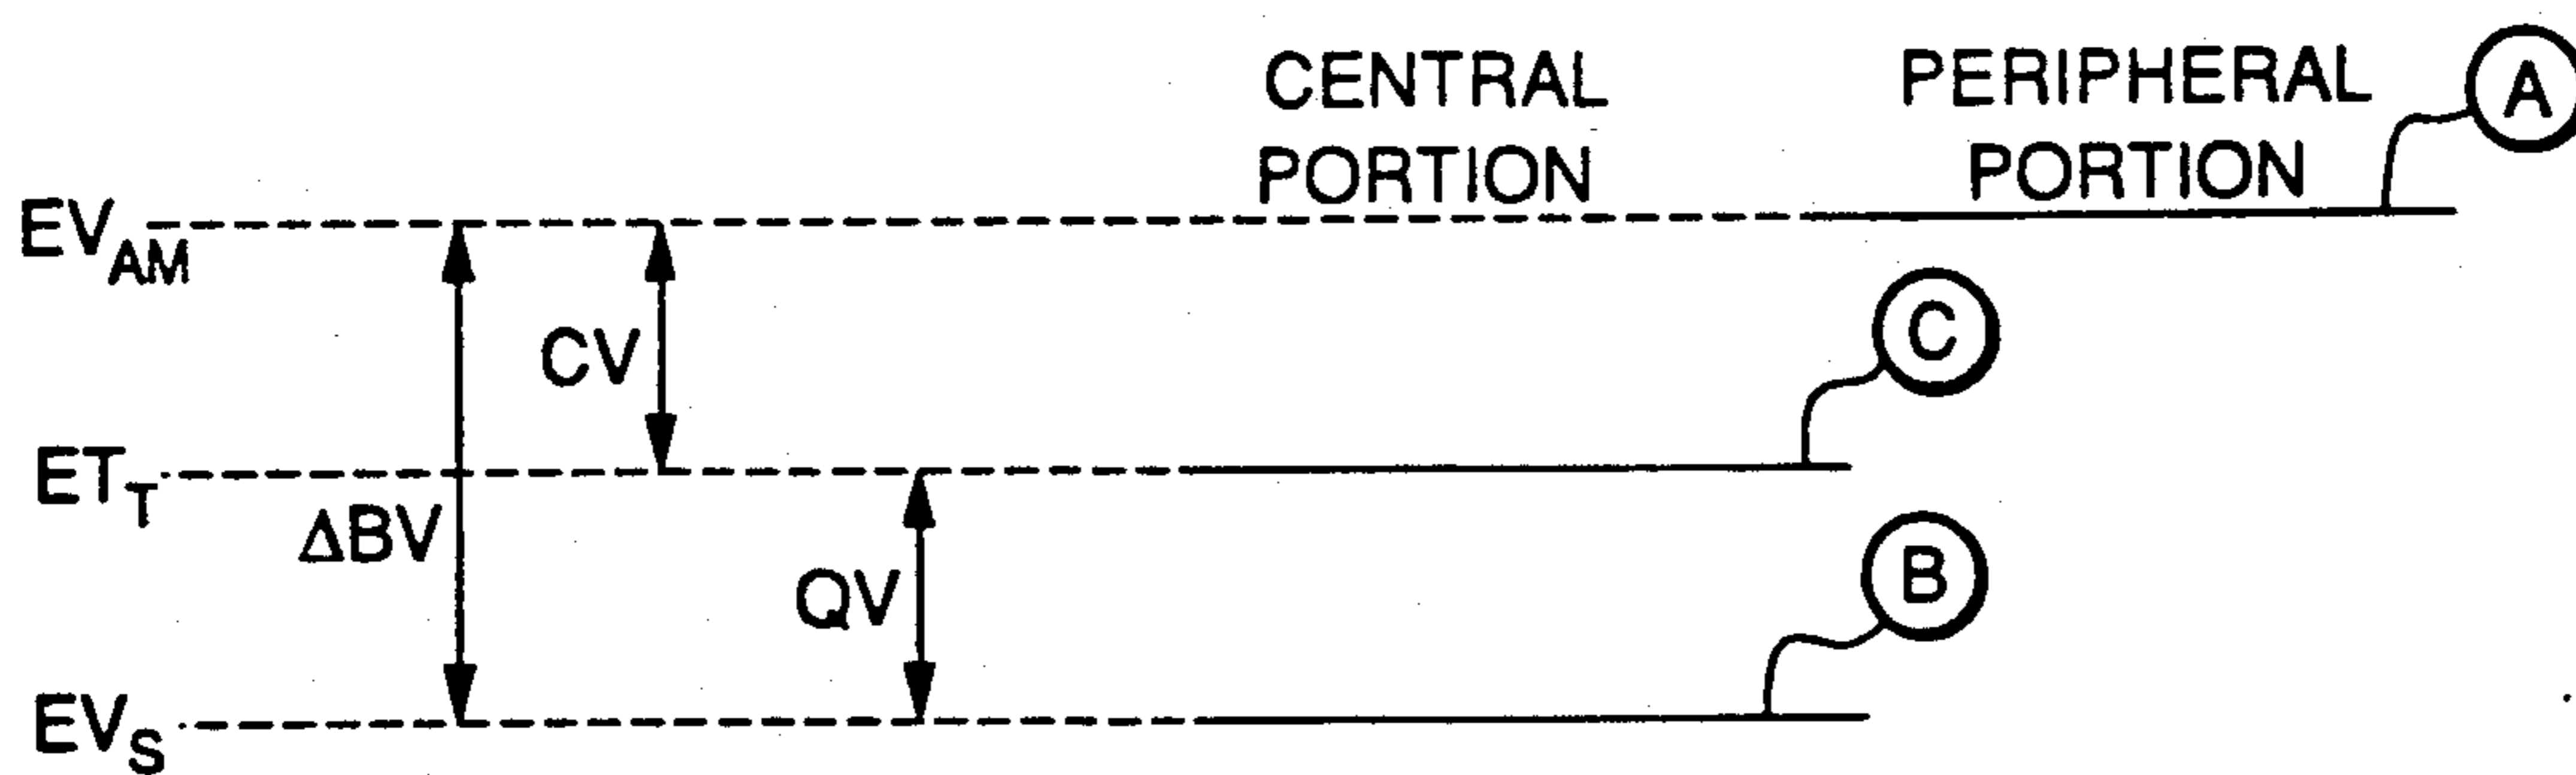 CENTRAL PORTION
PERIPHERAL PORTION
A
EV_AM
CV
C
ET_T
ΔBV
QV
B
EV_S